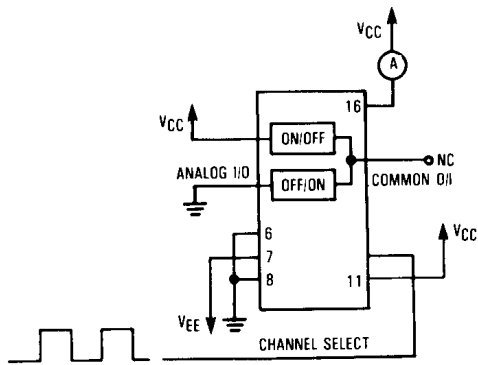 VCC
A
16
VCC
ON/OFF
NC
ANALOG I/O
OFF/ON
COMMON O/I
6
VCC
7
8
11
VEE
CHANNEL SELECT